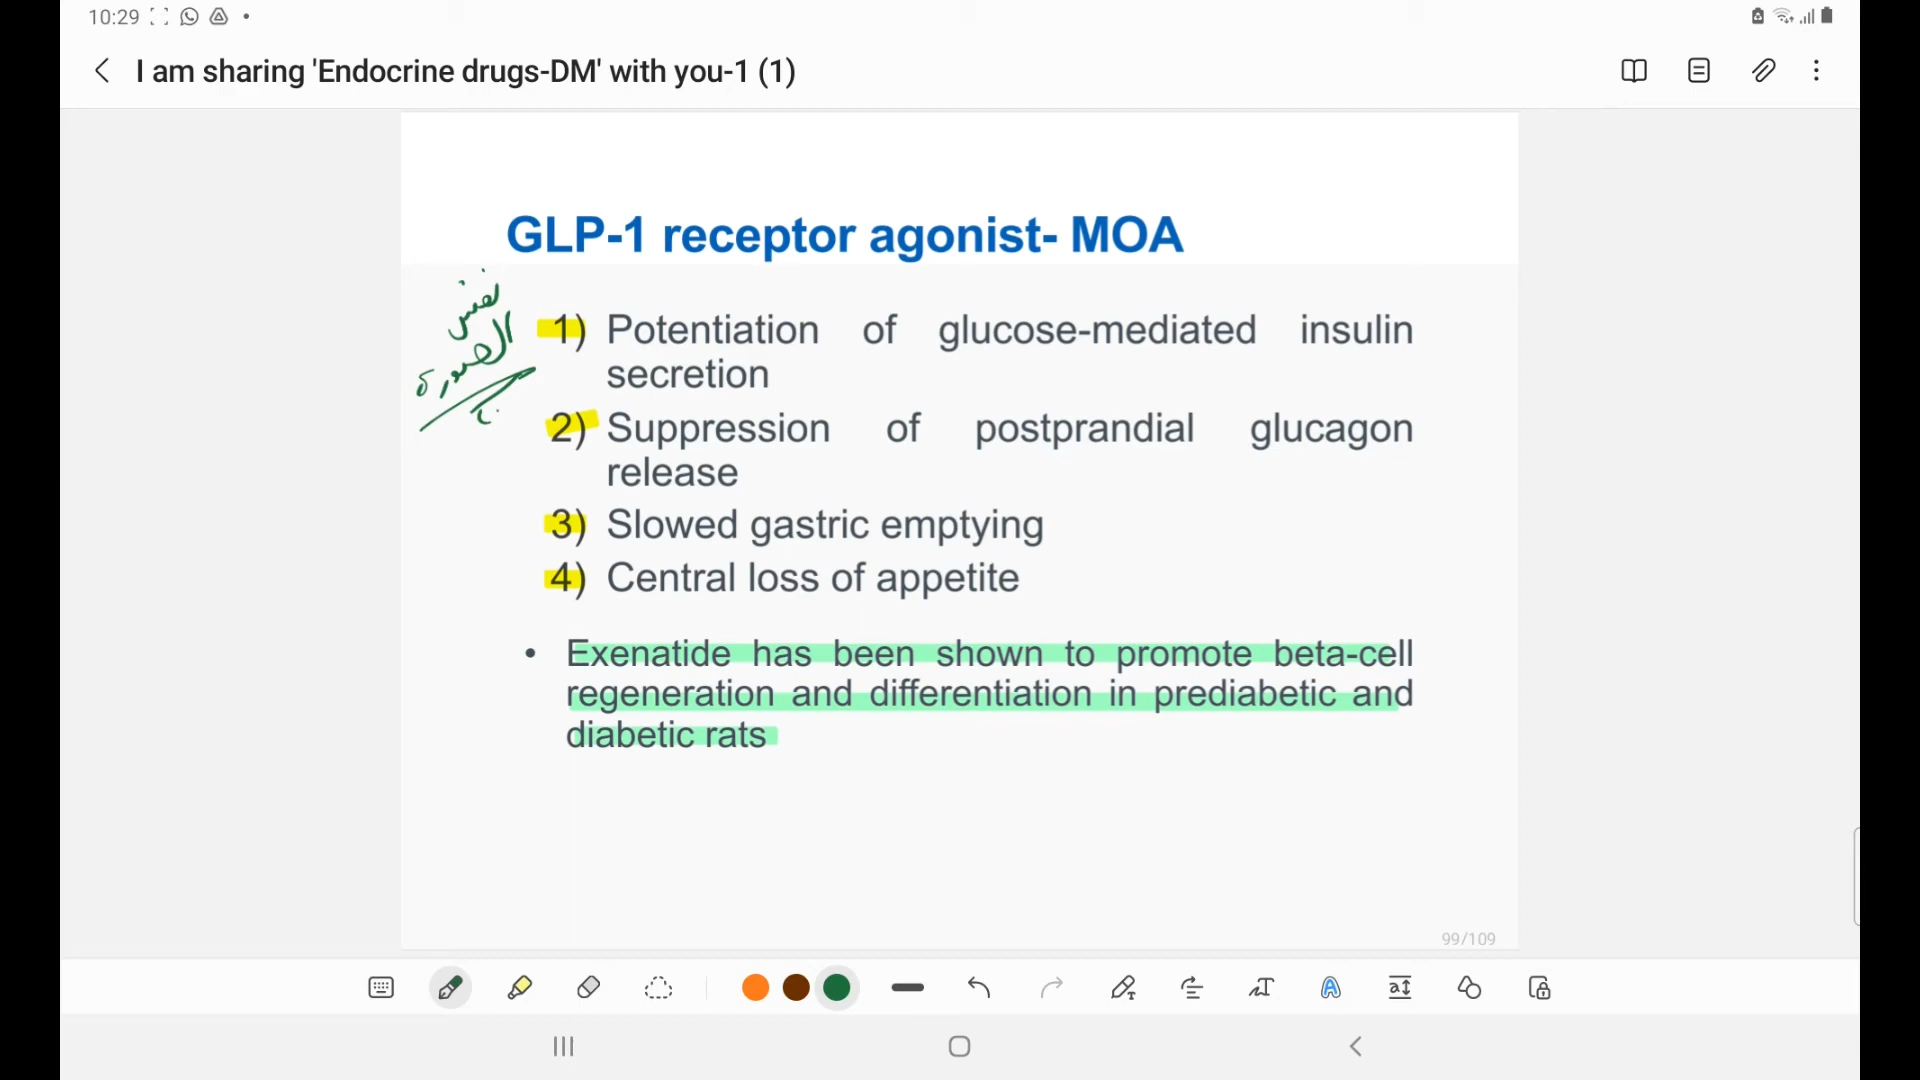 10:29
I am sharing 'Endocrine drugs-DM' with you-1 (1)
GLP-1 receptor agonist- MOA
نفس
الصورة
1) Potentiation of glucose-mediated insulin
secretion
2) Suppression of postprandial glucagon
release
3) Slowed gastric emptying
4) Central loss of appetite
• Exenatide has been shown to promote beta-cell
regeneration and differentiation in prediabetic and
diabetic rats
99/109